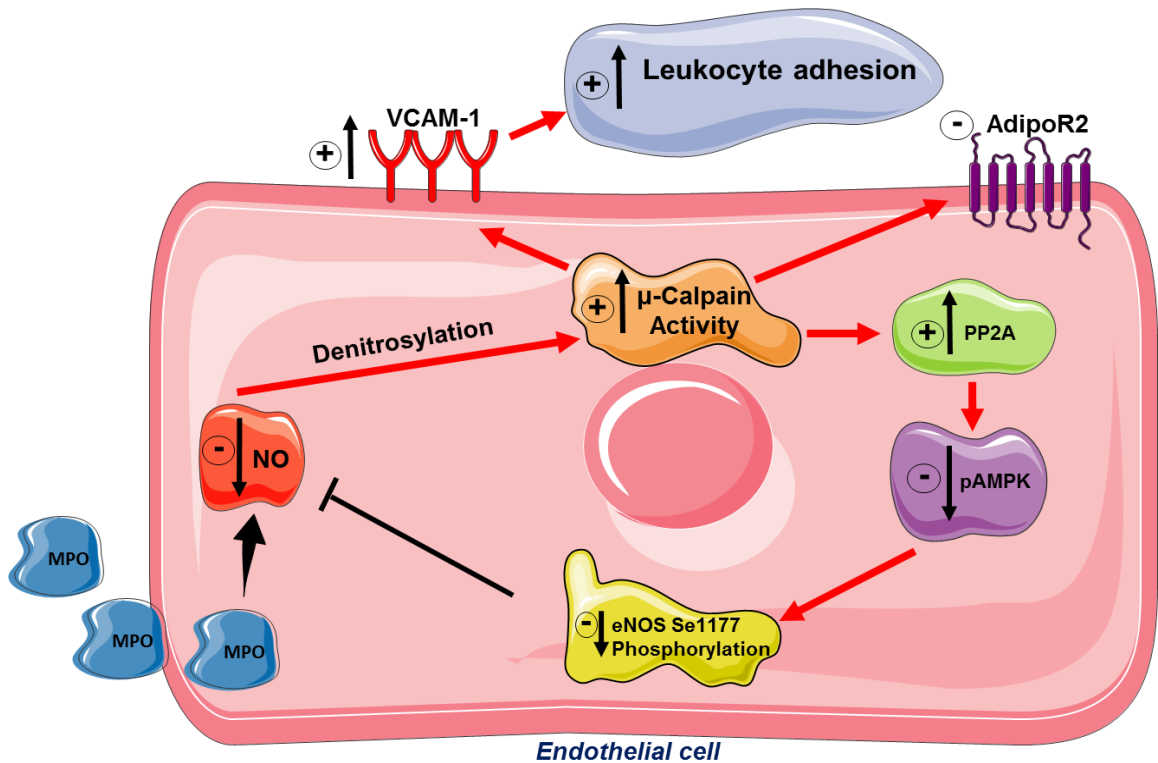 +
Leukocyte adhesion
+
VCAM-1
-
AdipoR2
+
µ-Calpain
Activity
+
PP2A
Denitrosylation
-
NO
-
pAMPK
MPO
MPO
MPO
-
eNOS Se1177
Phosphorylation
Endothelial cell